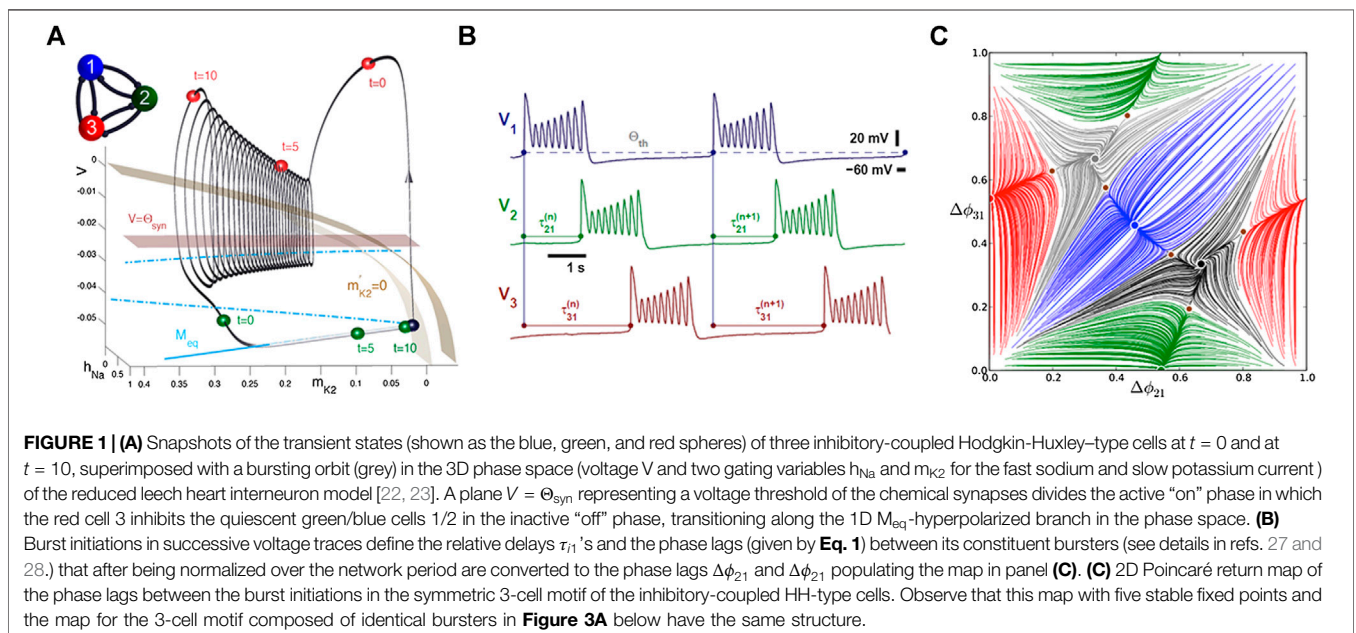 A
B
C
1
2
3
t=10
t=0
t=5
V
0
-0.01
-0.02
-0.03
-0.04
-0.05
V=Θsyn
m'K2=0
Meq
t=0
t=5
t=10
hNa
0
0.5
1
0.4
0.35
0.3
0.25
0.2
0.15
0.1
0.05
0
mK2
V1
Θth
20 mV
−60 mV
V2
τ21(n)
τ21(n+1)
1 s
V3
τ31(n)
τ31(n+1)
1.0
0.8
0.6
Δϕ31
0.4
0.2
0.0
0.0
0.2
0.4
0.6
0.8
1.0
Δϕ21
FIGURE 1 | (A) Snapshots of the transient states (shown as the blue, green, and red spheres) of three inhibitory-coupled Hodgkin-Huxley–type cells at t = 0 and at
t = 10, superimposed with a bursting orbit (grey) in the 3D phase space (voltage V and two gating variables hNa and mK2 for the fast sodium and slow potassium current )
of the reduced leech heart interneuron model [22, 23]. A plane V = Θsyn representing a voltage threshold of the chemical synapses divides the active “on” phase in which
the red cell 3 inhibits the quiescent green/blue cells 1/2 in the inactive “off” phase, transitioning along the 1D Meq-hyperpolarized branch in the phase space. (B)
Burst initiations in successive voltage traces define the relative delays τi1’s and the phase lags (given by Eq. 1) between its constituent bursters (see details in refs. 27 and
28.) that after being normalized over the network period are converted to the phase lags Δϕ21 and Δϕ21 populating the map in panel (C). (C) 2D Poincaré return map of
the phase lags between the burst initiations in the symmetric 3-cell motif of the inhibitory-coupled HH-type cells. Observe that this map with five stable fixed points and
the map for the 3-cell motif composed of identical bursters in Figure 3A below have the same structure.